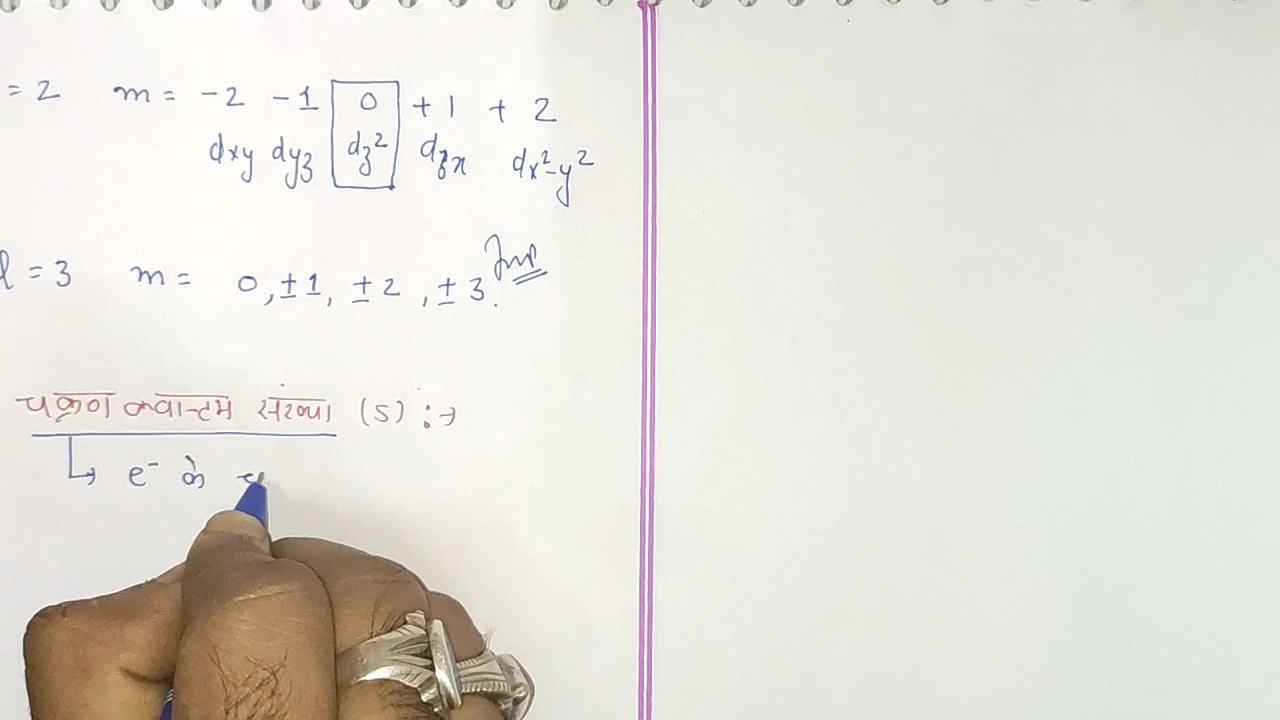 = 2 m = -2 -1 0 +1 +2
dxy dyz dz² dzx dx²-y²
l = 3 m = 0, ±1, ±2, ±3. Imp
चक्रण क्वान्टम संख्या (s) :→
↳ e⁻ के